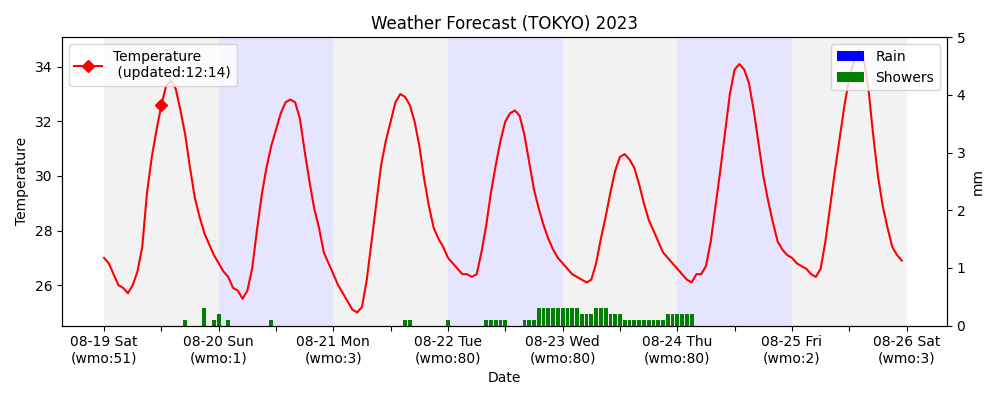 Weather Forecast (TOKYO) 2023
Temperature
(updated:12:14)
Rain
Showers
Temperature
34
32
30
28
26
5
4
3
2
1
0
mm
08-19 Sat 08-20 Sun 08-21 Mon 08-22 Tue 08-23 Wed 08-24 Thu 08-25 Fri 08-26 Sat
(wmo:51) (wmo:1) (wmo:3) (wmo:80) (wmo:80) (wmo:80) (wmo:2) (wmo:3)
Date